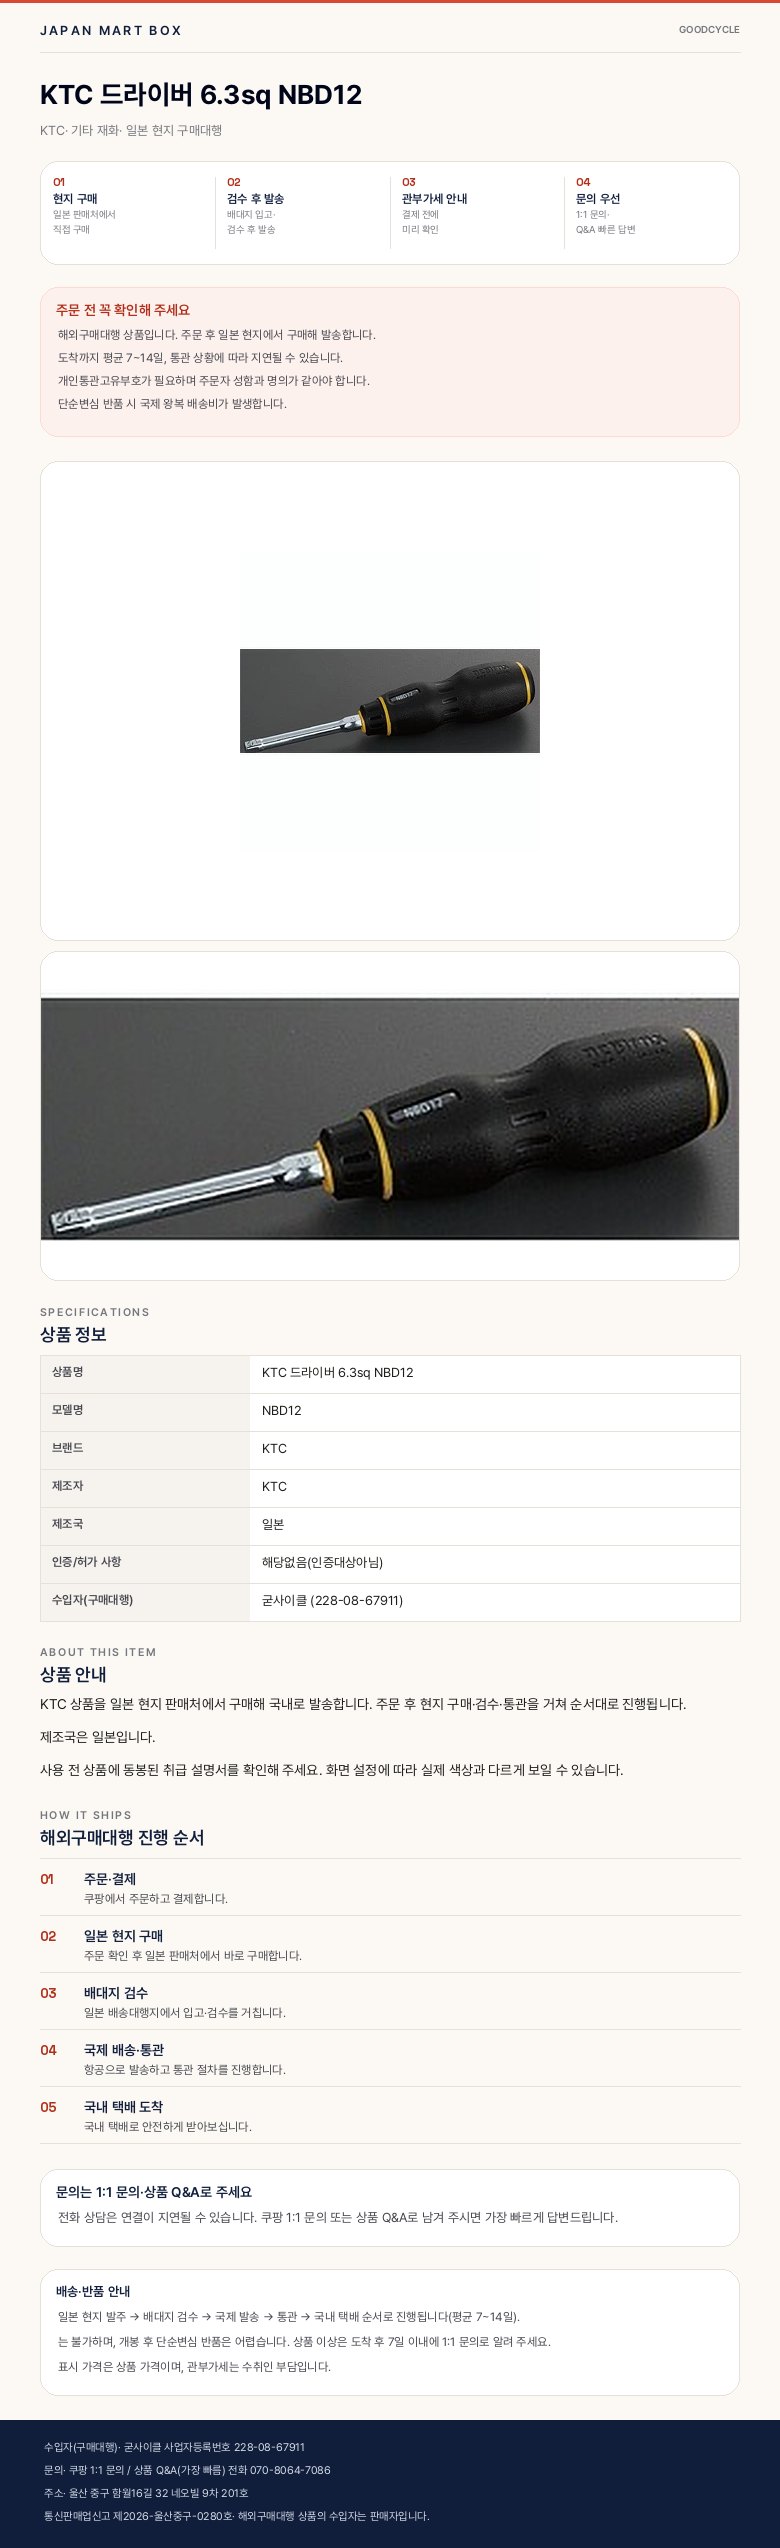 JAPAN MART BOX
GOODCYCLE
KTC 드라이버 6.3sq NBD12
KTC· 기타 재화· 일본 현지 구매대행
01
현지 구매
일본 판매처에서
직접 구매
02
검수 후 발송
배대지 입고·
검수 후 발송
03
관부가세 안내
결제 전에
미리 확인
04
문의 우선
1:1 문의·
Q&A 빠른 답변
주문 전 꼭 확인해 주세요
해외구매대행 상품입니다. 주문 후 일본 현지에서 구매해 발송합니다.
도착까지 평균 7~14일, 통관 상황에 따라 지연될 수 있습니다.
개인통관고유부호가 필요하며 주문자 성함과 명의가 같아야 합니다.
단순변심 반품 시 국제 왕복 배송비가 발생합니다.
SPECIFICATIONS
상품 정보
상품명 KTC 드라이버 6.3sq NBD12
모델명 NBD12
브랜드 KTC
제조자 KTC
제조국 일본
인증/허가 사항 해당없음(인증대상아님)
수입자(구매대행) 굳사이클 (228-08-67911)
ABOUT THIS ITEM
상품 안내
KTC 상품을 일본 현지 판매처에서 구매해 국내로 발송합니다. 주문 후 현지 구매·검수·통관을 거쳐 순서대로 진행됩니다.
제조국은 일본입니다.
사용 전 상품에 동봉된 취급 설명서를 확인해 주세요. 화면 설정에 따라 실제 색상과 다르게 보일 수 있습니다.
HOW IT SHIPS
해외구매대행 진행 순서
01 주문·결제
쿠팡에서 주문하고 결제합니다.
02 일본 현지 구매
주문 확인 후 일본 판매처에서 바로 구매합니다.
03 배대지 검수
일본 배송대행지에서 입고·검수를 거칩니다.
04 국제 배송·통관
항공으로 발송하고 통관 절차를 진행합니다.
05 국내 택배 도착
국내 택배로 안전하게 받아보십니다.
문의는 1:1 문의·상품 Q&A로 주세요
전화 상담은 연결이 지연될 수 있습니다. 쿠팡 1:1 문의 또는 상품 Q&A로 남겨 주시면 가장 빠르게 답변드립니다.
배송·반품 안내
일본 현지 발주 → 배대지 검수 → 국제 발송 → 통관 → 국내 택배 순서로 진행됩니다(평균 7~14일).
는 불가하며, 개봉 후 단순변심 반품은 어렵습니다. 상품 이상은 도착 후 7일 이내에 1:1 문의로 알려 주세요.
표시 가격은 상품 가격이며, 관부가세는 수취인 부담입니다.
수입자(구매대행)· 굳사이클 사업자등록번호 228-08-67911
문의· 쿠팡 1:1 문의 / 상품 Q&A(가장 빠름) 전화 070-8064-7086
주소· 울산 중구 함월16길 32 네오빌 9차 201호
통신판매업신고 제2026-울산중구-0280호· 해외구매대행 상품의 수입자는 판매자입니다.